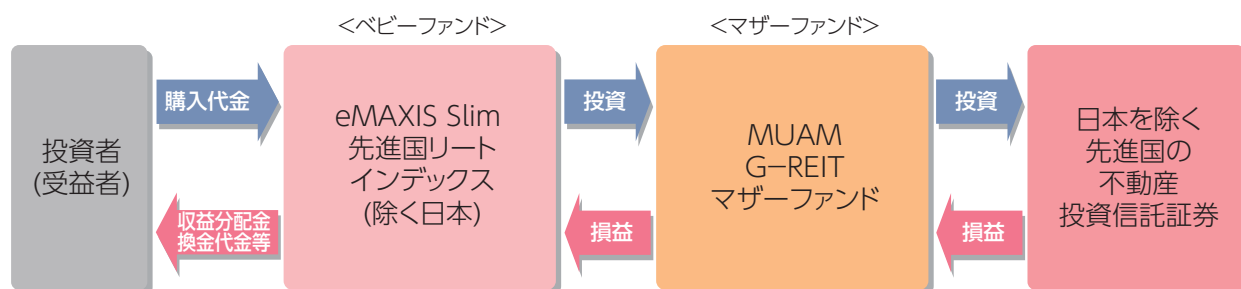 <ベビーファンド>
<マザーファンド>
投資者
(受益者)
購入代金
収益分配金
換金代金等
eMAXIS Slim
先進国リート
インデックス
(除く日本)
投資
損益
MUAM
G－REIT
マザーファンド
投資
損益
日本を除く
先進国の
不動産
投資信託証券